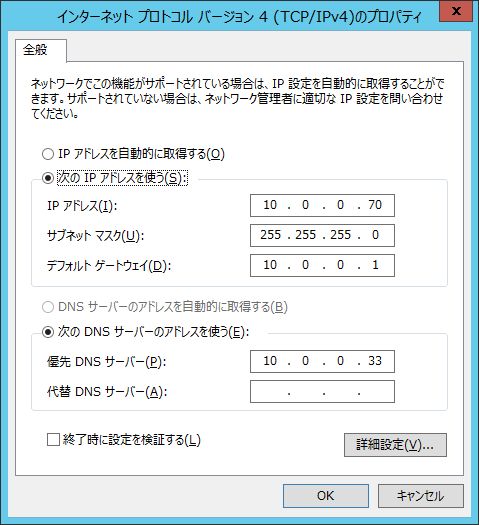 インターネット プロトコル バージョン 4 (TCP/IPv4)のプロパティ
x
全般
ネットワークでこの機能がサポートされている場合は、IP 設定を自動的に取得することがで
きます。サポートされていない場合は、ネットワーク管理者に適切な IP 設定を問い合わせ
てください。
IP アドレスを自動的に取得する(O)
次の IP アドレスを使う(S):
IP アドレス(I): 10 . 0 . 0 . 70
サブネット マスク(U): 255 . 255 . 255 . 0
デフォルト ゲートウェイ(D): 10 . 0 . 0 . 1
DNS サーバーのアドレスを自動的に取得する(B)
次の DNS サーバーのアドレスを使う(E):
優先 DNS サーバー(P): 10 . 0 . 0 . 33
代替 DNS サーバー(A): . . .
終了時に設定を検証する(L)
詳細設定(V)...
OK キャンセル